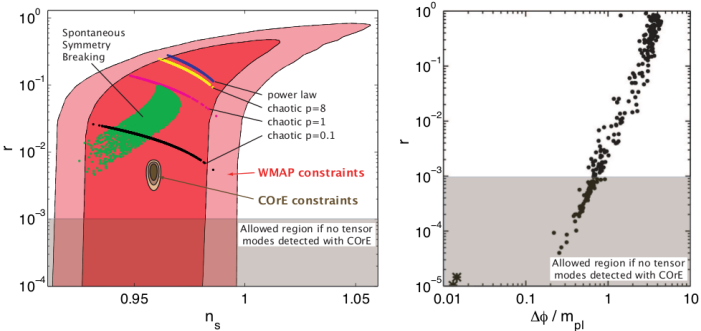 Spontaneous
Symmetry
Breaking
power law
chaotic p=8
chaotic p=1
chaotic p=0.1
WMAP constraints
COrE constraints
Allowed region if no tensor
modes detected with COrE
10⁰
10⁻¹
10⁻²
10⁻³
10⁻⁴
r
0.95
1
1.05
nₛ
10⁰
10⁻¹
10⁻²
10⁻³
10⁻⁴
10⁻⁵
r
Allowed region if no tensor
modes detected with COrE
0.01
0.1
1
10
Δϕ / mₚₗ